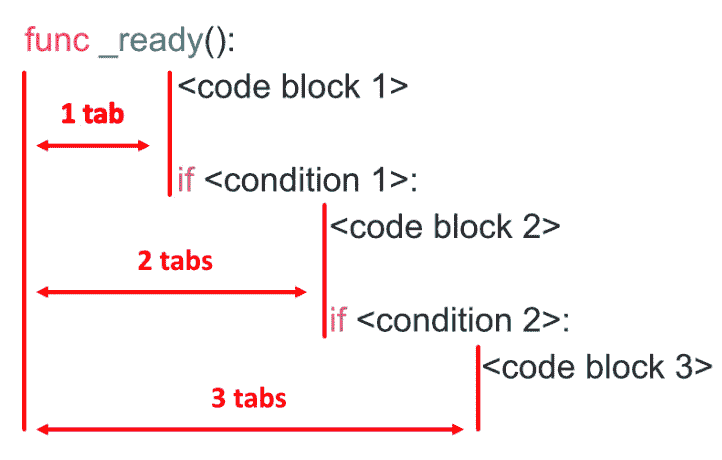 func _ready():
<code block 1>
1 tab
if <condition 1>:
<code block 2>
2 tabs
if <condition 2>:
<code block 3>
3 tabs